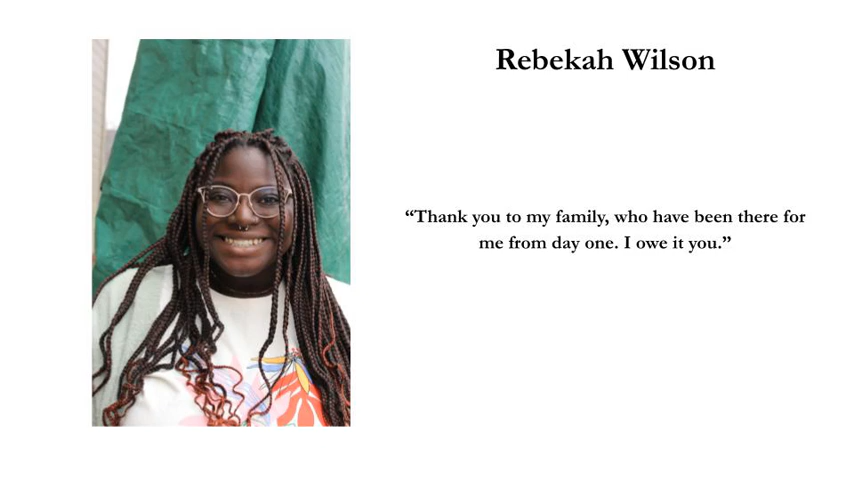 Rebekah Wilson
“Thank you to my family, who have been there for
me from day one. I owe it you.”